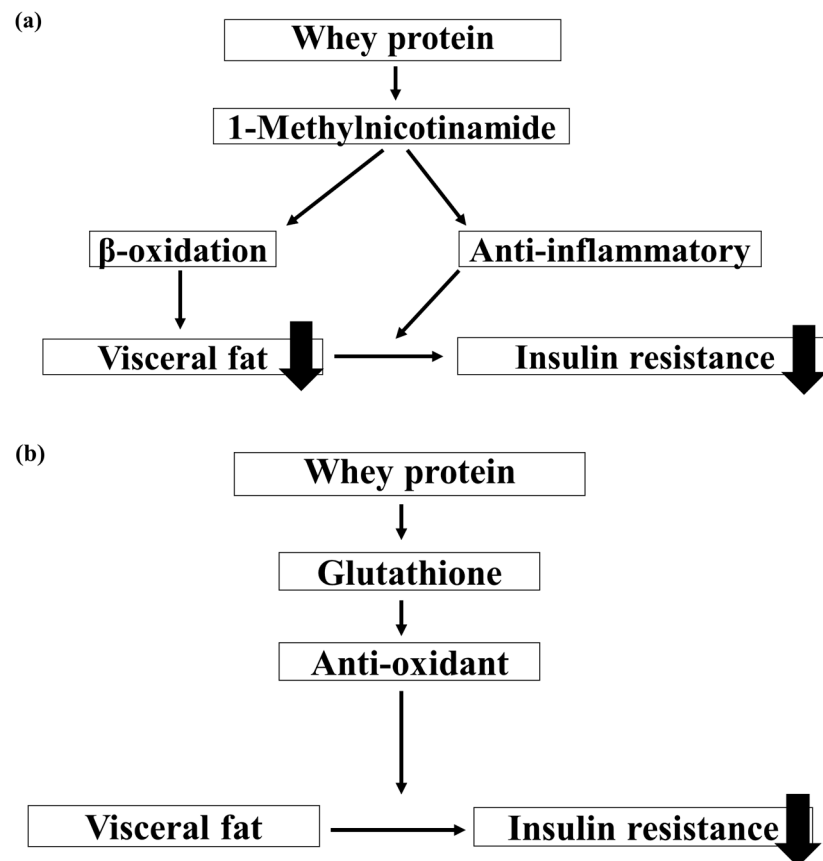 (a)
Whey protein
1-Methylnicotinamide
β-oxidation
Anti-inflammatory
Visceral fat
Insulin resistance
(b)
Whey protein
Glutathione
Anti-oxidant
Visceral fat
Insulin resistance